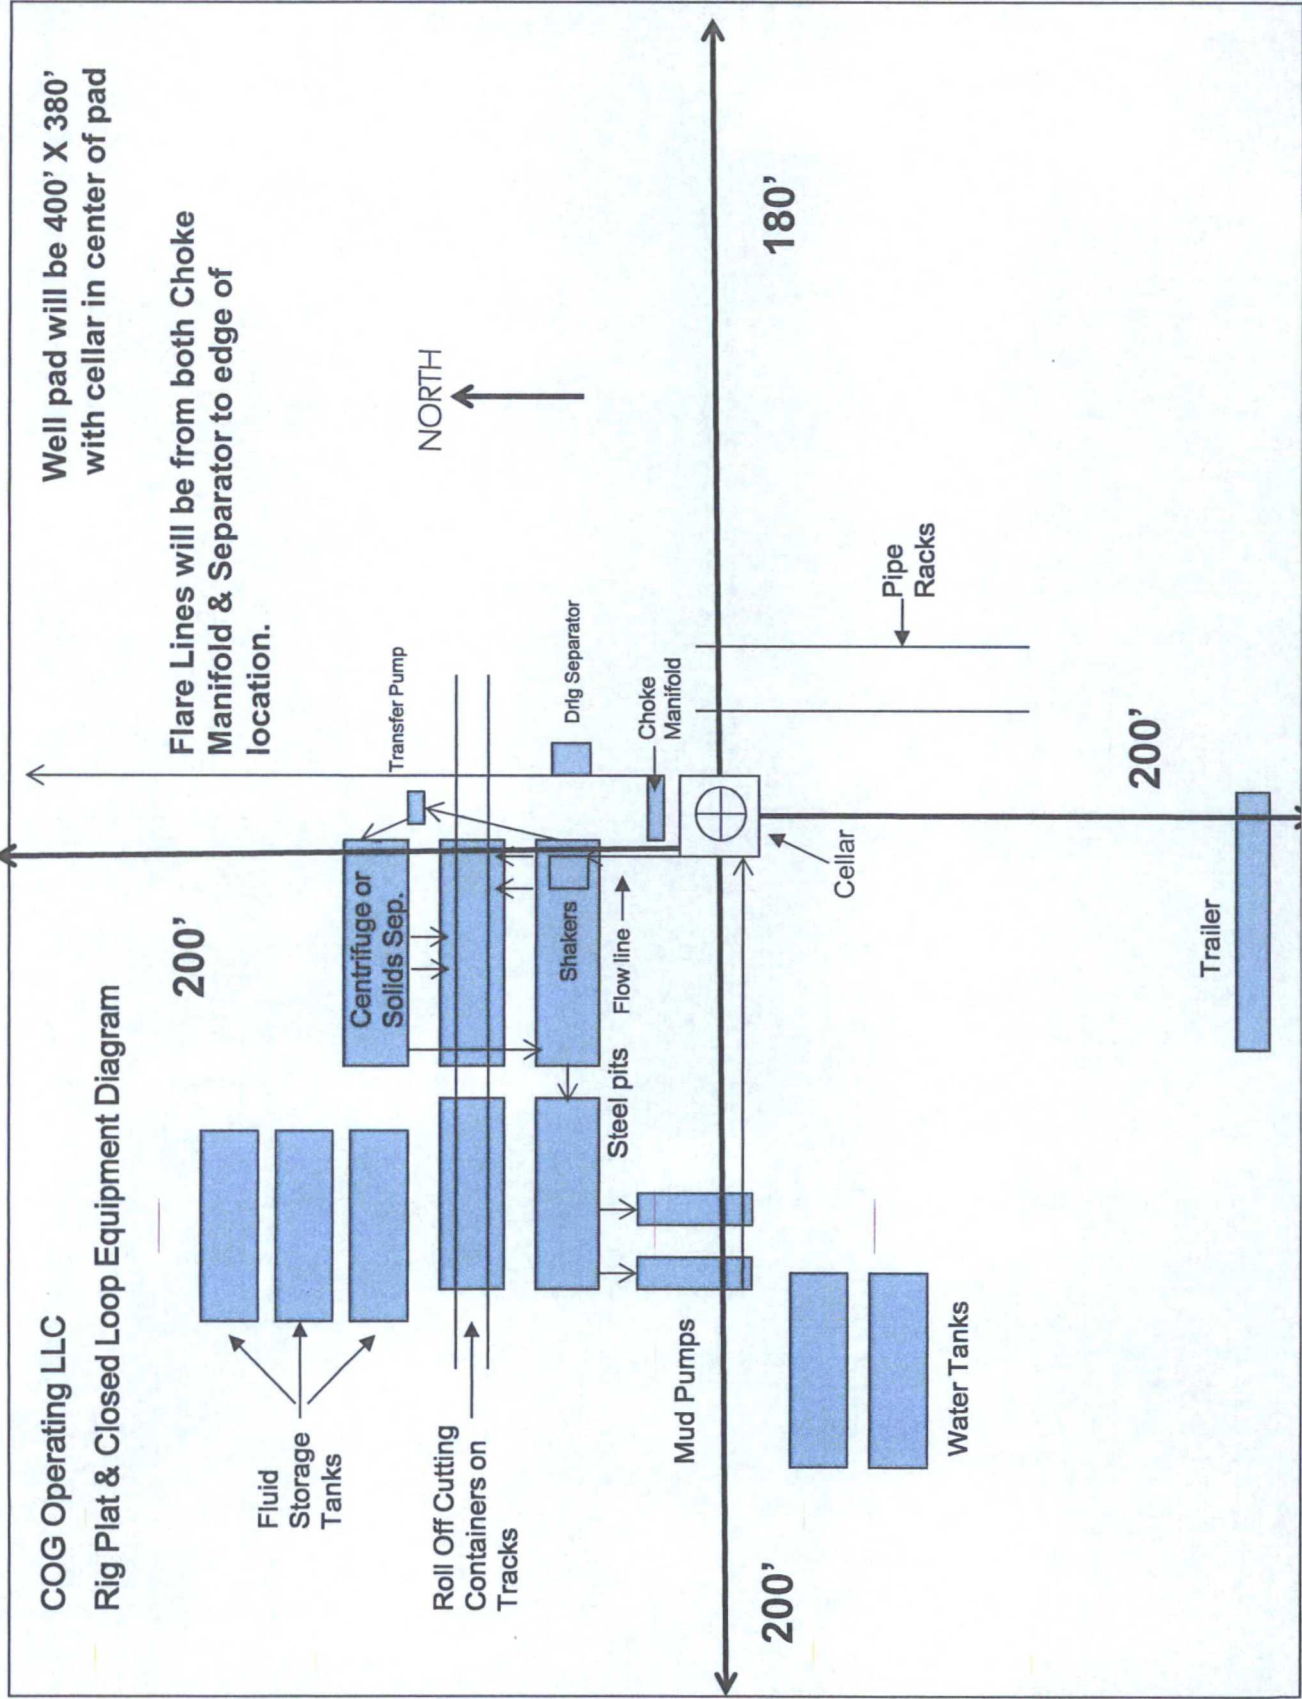 COG Operating LLC
Rig Plat & Closed Loop Equipment Diagram
Well pad will be 400' X 380'
with cellar in center of pad
Flare Lines will be from both Choke
Manifold & Separator to edge of
location.
200'
NORTH
Fluid
Storage
Tanks
Centrifuge or
Solids Sep.
Transfer Pump
Roll Off Cutting
Containers on
Tracks
Shakers
Drlg Separator
Steel pits
Flow line
Choke
Manifold
Mud Pumps
200'
180'
Cellar
Pipe
Racks
Water Tanks
200'
Trailer